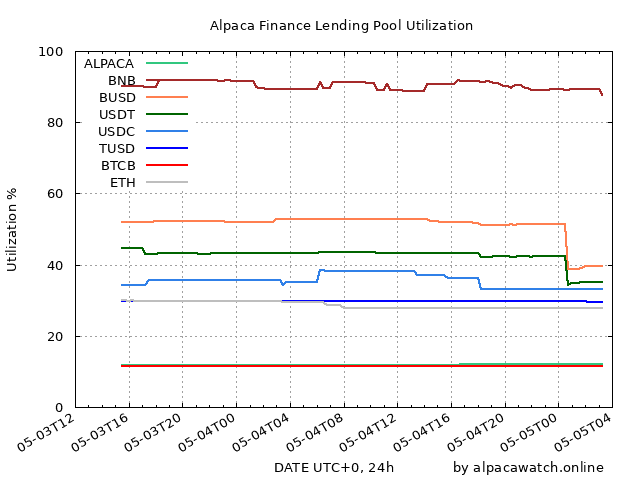 Alpaca Finance Lending Pool Utilization
100
80
60
40
20
0
Utilization %
ALPACA
BNB
BUSD
USDT
USDC
TUSD
BTCB
ETH
05-03T12
05-03T16
05-03T20
05-04T00
05-04T04
05-04T08
05-04T12
05-04T16
05-04T20
05-05T00
05-05T04
DATE UTC+0, 24h
by alpacawatch.online